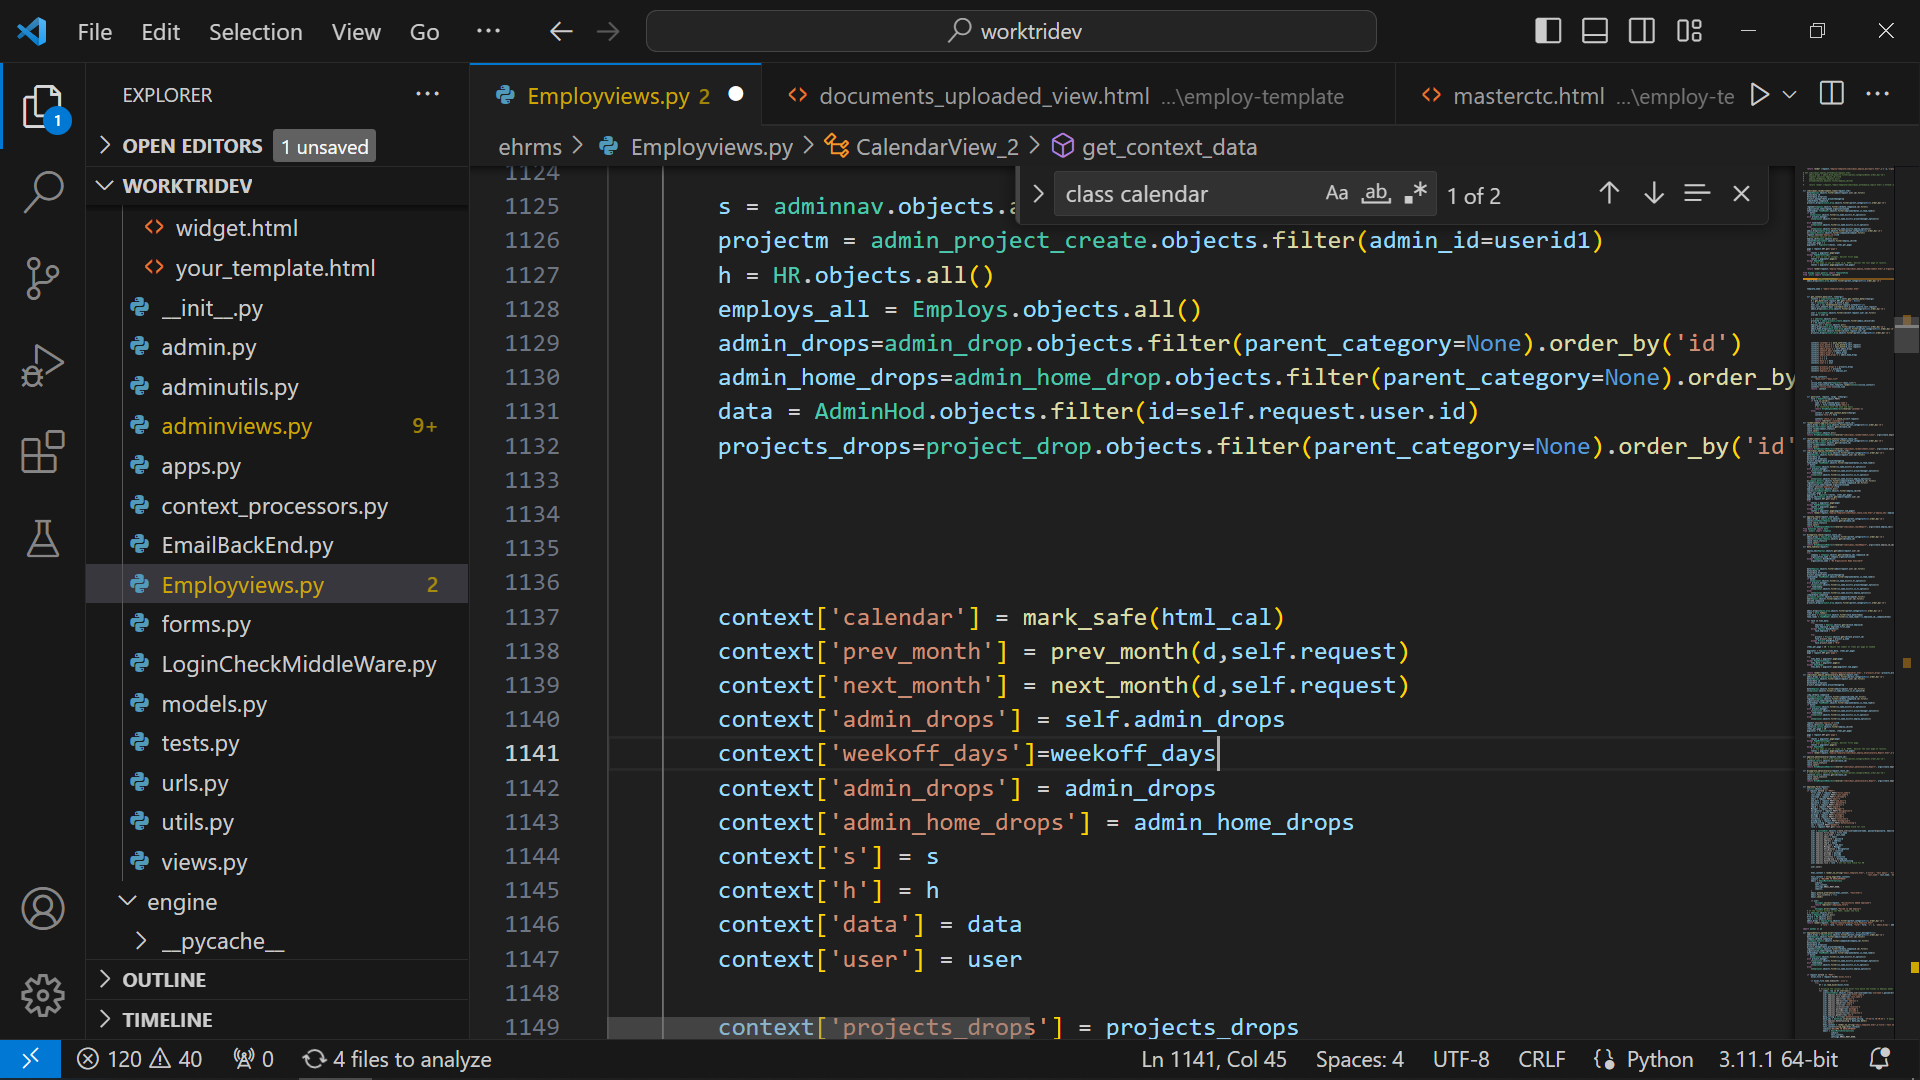 File Edit Selection View Go ··· worktridev
EXPLORER ···
OPEN EDITORS 1 unsaved
WORKTRIDEV
widget.html
your_template.html
__init__.py
admin.py
adminutils.py
adminviews.py 9+
apps.py
context_processors.py
EmailBackEnd.py
Employviews.py 2
forms.py
LoginCheckMiddleWare.py
models.py
tests.py
urls.py
utils.py
views.py
engine
__pycache__
OUTLINE
TIMELINE
1
Employviews.py 2 documents_uploaded_view.html ...\employ-template masterctc.html ...\employ-te
ehrms > Employviews.py > CalendarView_2 > get_context_data
class calendar Aa ab .* 1 of 2
1124
1125 s = adminnav.objects.
1126 projectm = admin_project_create.objects.filter(admin_id=userid1)
1127 h = HR.objects.all()
1128 employs_all = Employs.objects.all()
1129 admin_drops=admin_drop.objects.filter(parent_category=None).order_by('id')
1130 admin_home_drops=admin_home_drop.objects.filter(parent_category=None).order_by
1131 data = AdminHod.objects.filter(id=self.request.user.id)
1132 projects_drops=project_drop.objects.filter(parent_category=None).order_by('id'
1133
1134
1135
1136
1137 context['calendar'] = mark_safe(html_cal)
1138 context['prev_month'] = prev_month(d,self.request)
1139 context['next_month'] = next_month(d,self.request)
1140 context['admin_drops'] = self.admin_drops
1141 context['weekoff_days']=weekoff_days
1142 context['admin_drops'] = admin_drops
1143 context['admin_home_drops'] = admin_home_drops
1144 context['s'] = s
1145 context['h'] = h
1146 context['data'] = data
1147 context['user'] = user
1148
1149 context['projects_drops'] = projects_drops
120 40 0 4 files to analyze Ln 1141, Col 45 Spaces: 4 UTF-8 CRLF Python 3.11.1 64-bit